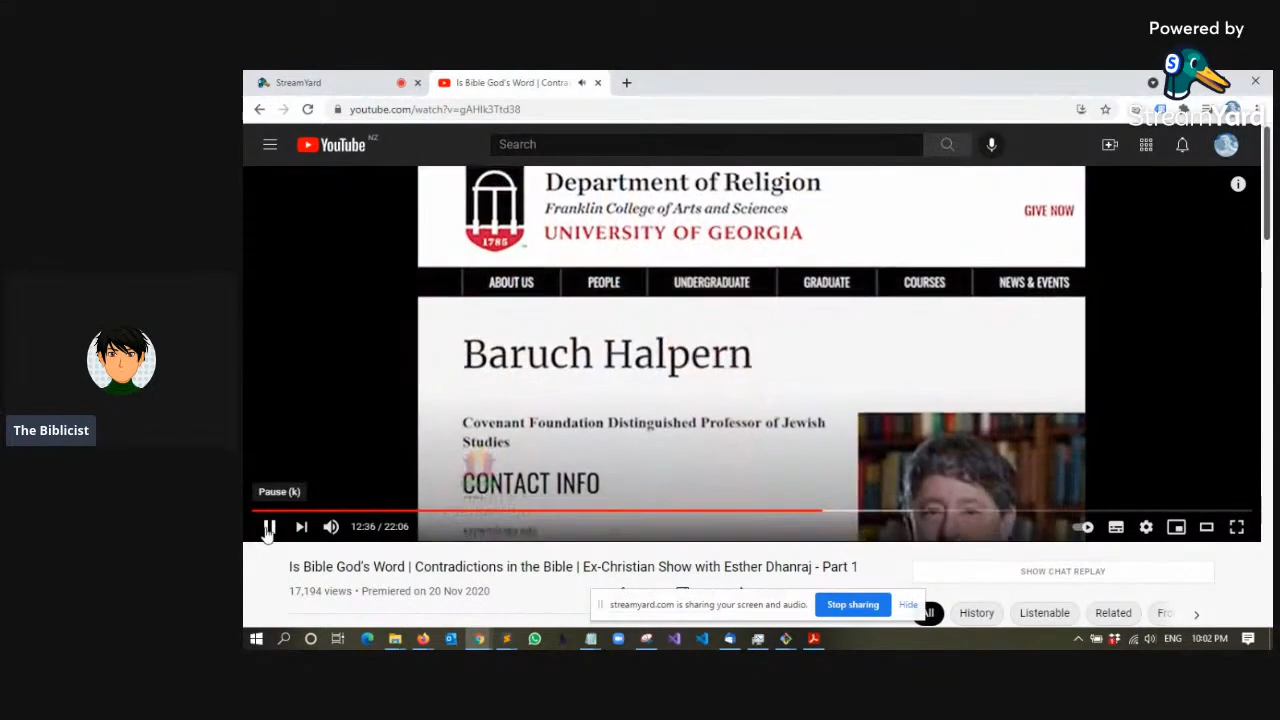 Powered by
StreamYard
StreamYard
Is Bible God's Word | Contra
youtube.com/watch?v=gAHIk3Ttd38
YouTube NZ
Search
Department of Religion
Franklin College of Arts and Sciences
GIVE NOW
1785
UNIVERSITY OF GEORGIA
ABOUT US
PEOPLE
UNDERGRADUATE
GRADUATE
COURSES
NEWS & EVENTS
Baruch Halpern
Covenant Foundation Distinguished Professor of Jewish
Studies
CONTACT INFO
Pause (k)
12:36 / 22:06
The Biblicist
Is Bible God's Word | Contradictions in the Bible | Ex-Christian Show with Esther Dhanraj - Part 1
SHOW CHAT REPLAY
17,194 views • Premiered on 20 Nov 2020
streamyard.com is sharing your screen and audio.
Stop sharing
Hide
All
History
Listenable
Related
Fro
ENG
10:02 PM